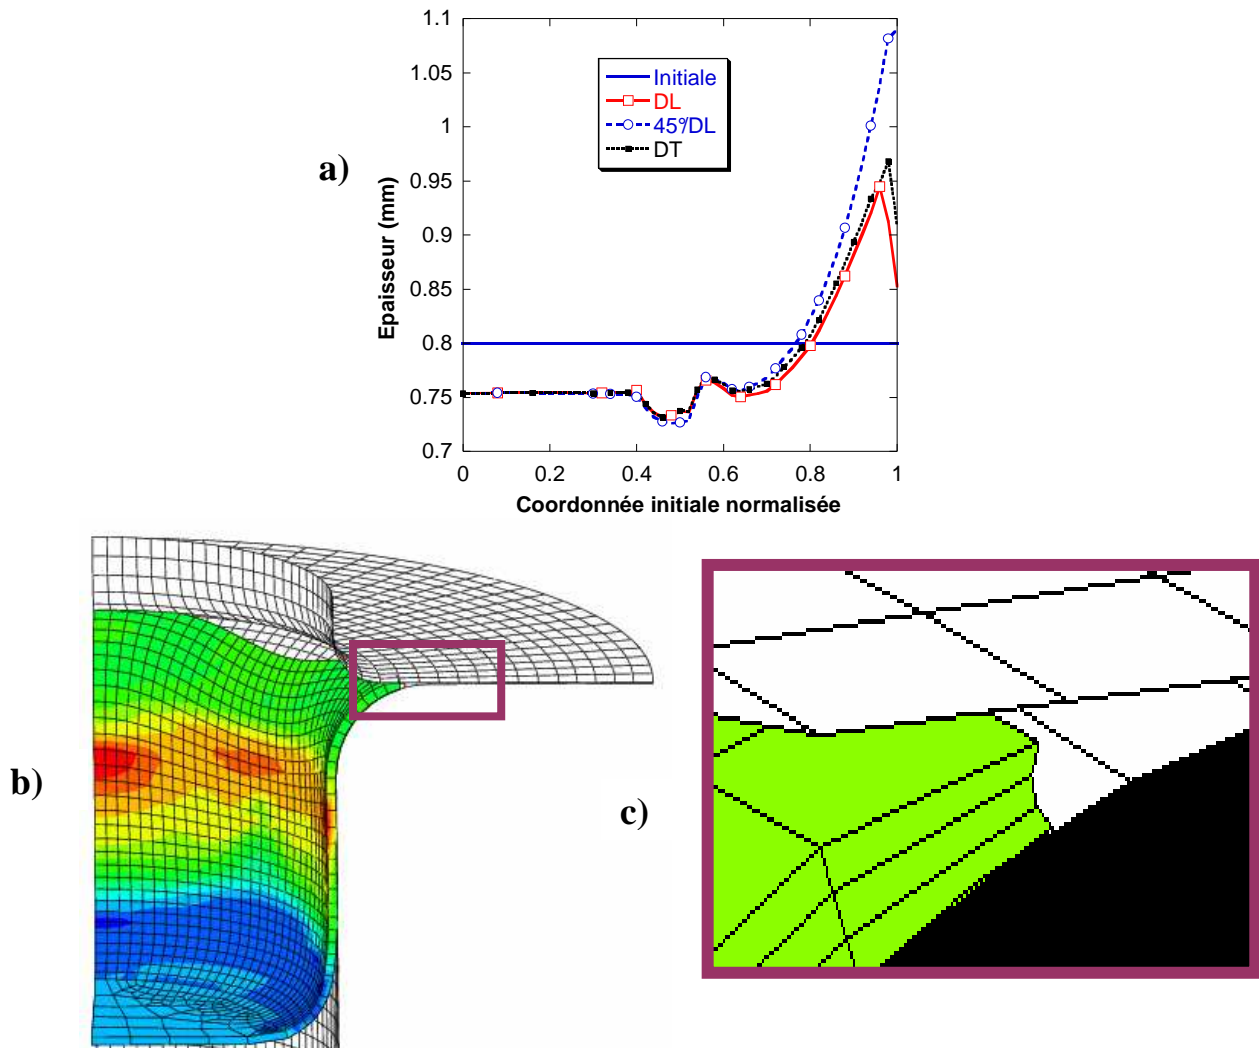 1.1
1.05
1
0.95
0.9
0.85
0.8
0.75
0.7
Epaisseur (mm)
Initiale
DL
45°/DL
DT
a)
0 0.2 0.4 0.6 0.8 1
Coordonnée initiale normalisée
b)
c)